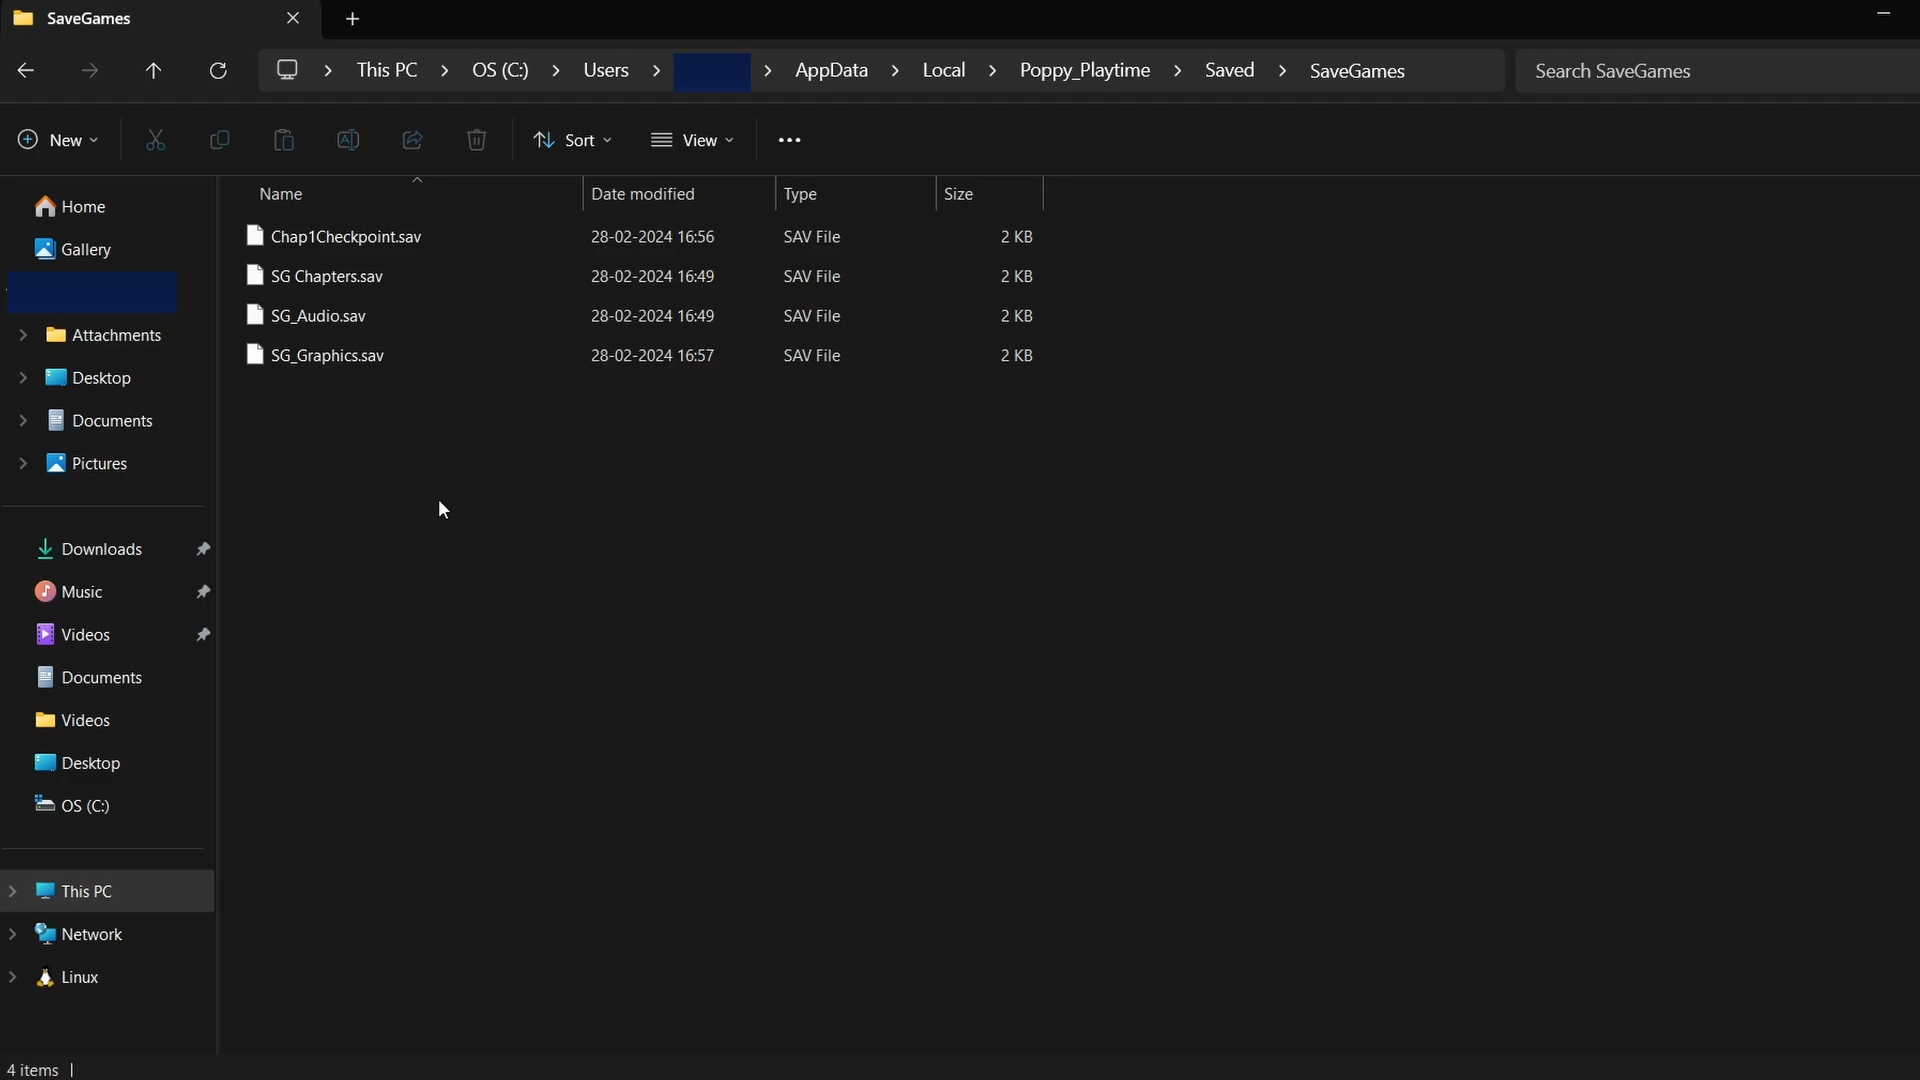 SaveGames
This PC > OS (C:) > Users > > AppData > Local > Poppy_Playtime > Saved > SaveGames
Search SaveGames
New
Sort
View
Name Date modified Type Size
Chap1Checkpoint.sav 28-02-2024 16:56 SAV File 2 KB
SG Chapters.sav 28-02-2024 16:49 SAV File 2 KB
SG_Audio.sav 28-02-2024 16:49 SAV File 2 KB
SG_Graphics.sav 28-02-2024 16:57 SAV File 2 KB
Home
Gallery
Attachments
Desktop
Documents
Pictures
Downloads
Music
Videos
Documents
Videos
Desktop
OS (C:)
This PC
Network
Linux
4 items